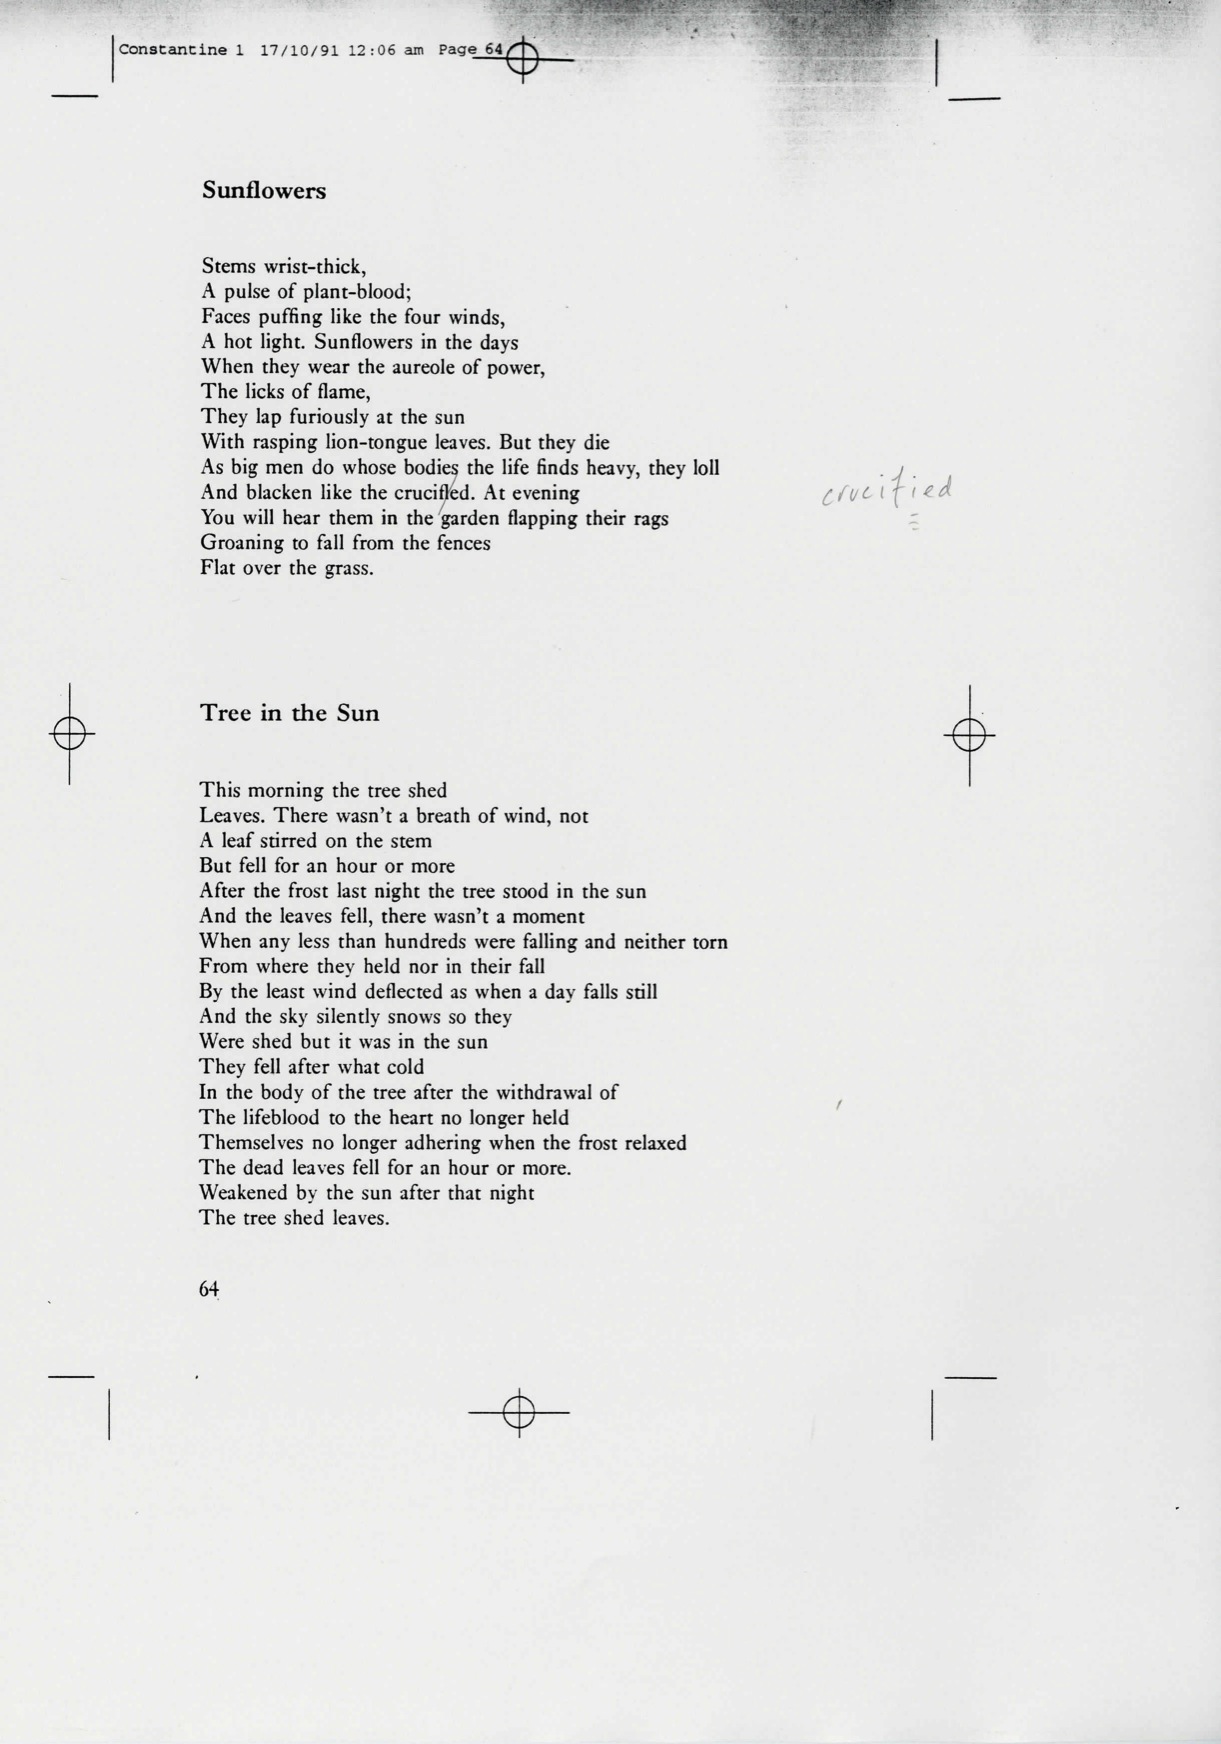 Constantine 1 17/10/91 12:06 am Page 64
Sunflowers
Stems wrist-thick,
A pulse of plant-blood;
Faces puffing like the four winds,
A hot light. Sunflowers in the days
When they wear the aureole of power,
The licks of flame,
They lap furiously at the sun
With rasping lion-tongue leaves. But they die
As big men do whose bodies the life finds heavy, they loll
And blacken like the crucifled. At evening
crucified
You will hear them in the garden flapping their rags
Groaning to fall from the fences
Flat over the grass.
Tree in the Sun
This morning the tree shed
Leaves. There wasn't a breath of wind, not
A leaf stirred on the stem
But fell for an hour or more
After the frost last night the tree stood in the sun
And the leaves fell, there wasn't a moment
When any less than hundreds were falling and neither torn
From where they held nor in their fall
By the least wind deflected as when a day falls still
And the sky silently snows so they
Were shed but it was in the sun
They fell after what cold
In the body of the tree after the withdrawal of
The lifeblood to the heart no longer held
Themselves no longer adhering when the frost relaxed
The dead leaves fell for an hour or more.
Weakened by the sun after that night
The tree shed leaves.
64